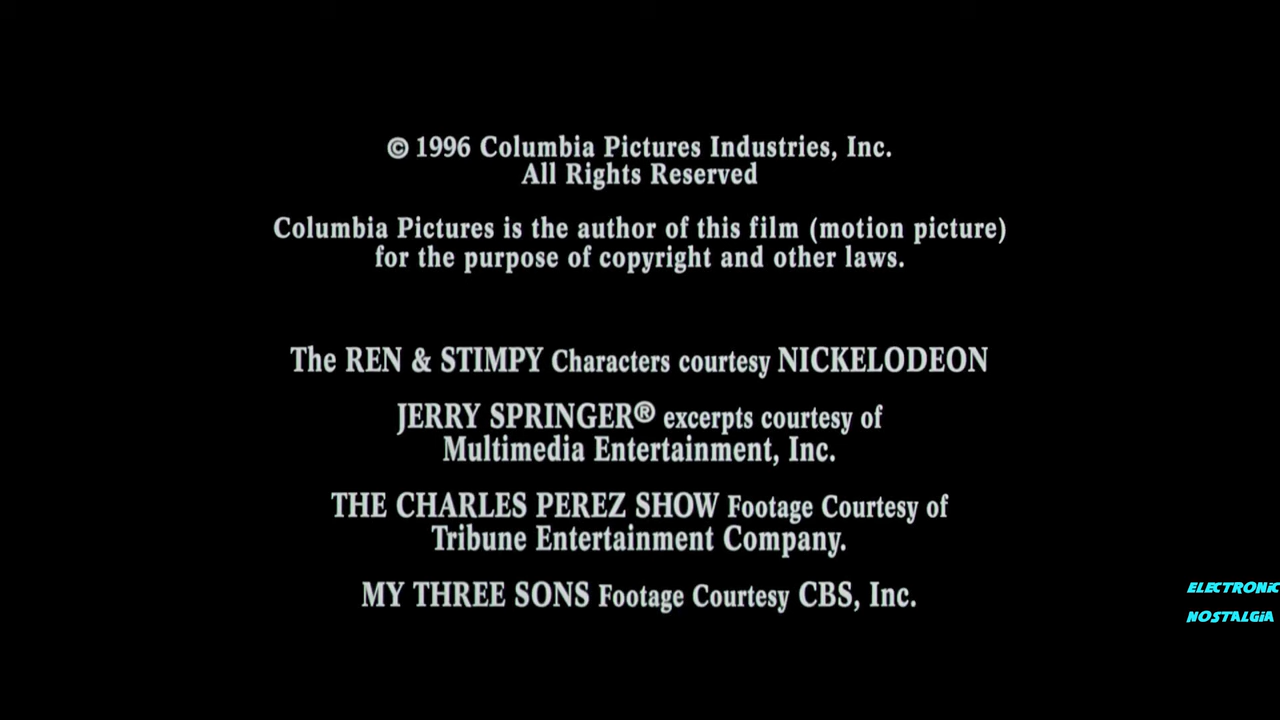 © 1996 Columbia Pictures Industries, Inc.
All Rights Reserved
Columbia Pictures is the author of this film (motion picture)
for the purpose of copyright and other laws.
The REN & STIMPY Characters courtesy NICKELODEON
JERRY SPRINGER® excerpts courtesy of
Multimedia Entertainment, Inc.
THE CHARLES PEREZ SHOW Footage Courtesy of
Tribune Entertainment Company.
MY THREE SONS Footage Courtesy CBS, Inc.
ELECTRONIC
NOSTALGIA